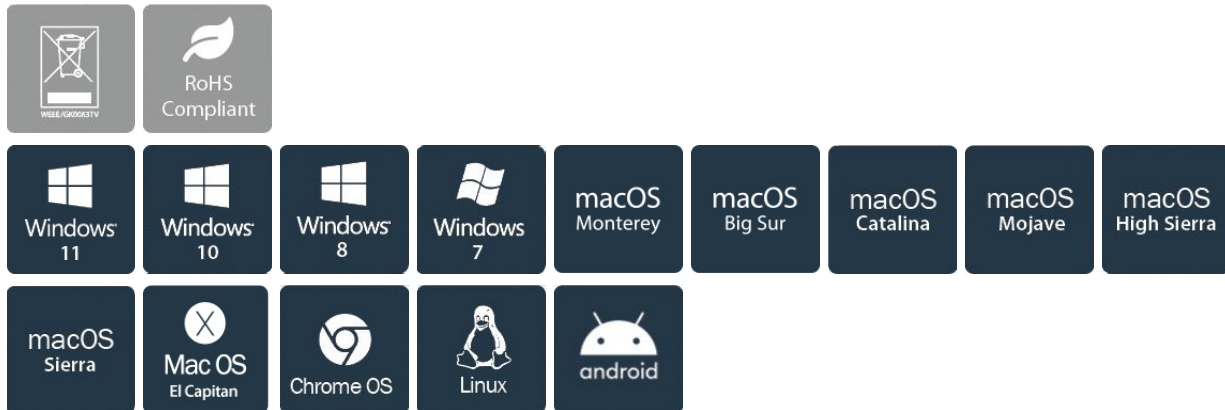 WEEE/GK0063TV
RoHS
Compliant
Windows
11
Windows
10
Windows
8
Windows
7
macOS
Monterey
macOS
Big Sur
macOS
Catalina
macOS
Mojave
macOS
High Sierra
macOS
Sierra
X
Mac OS
El Capitan
Chrome OS
Linux
android